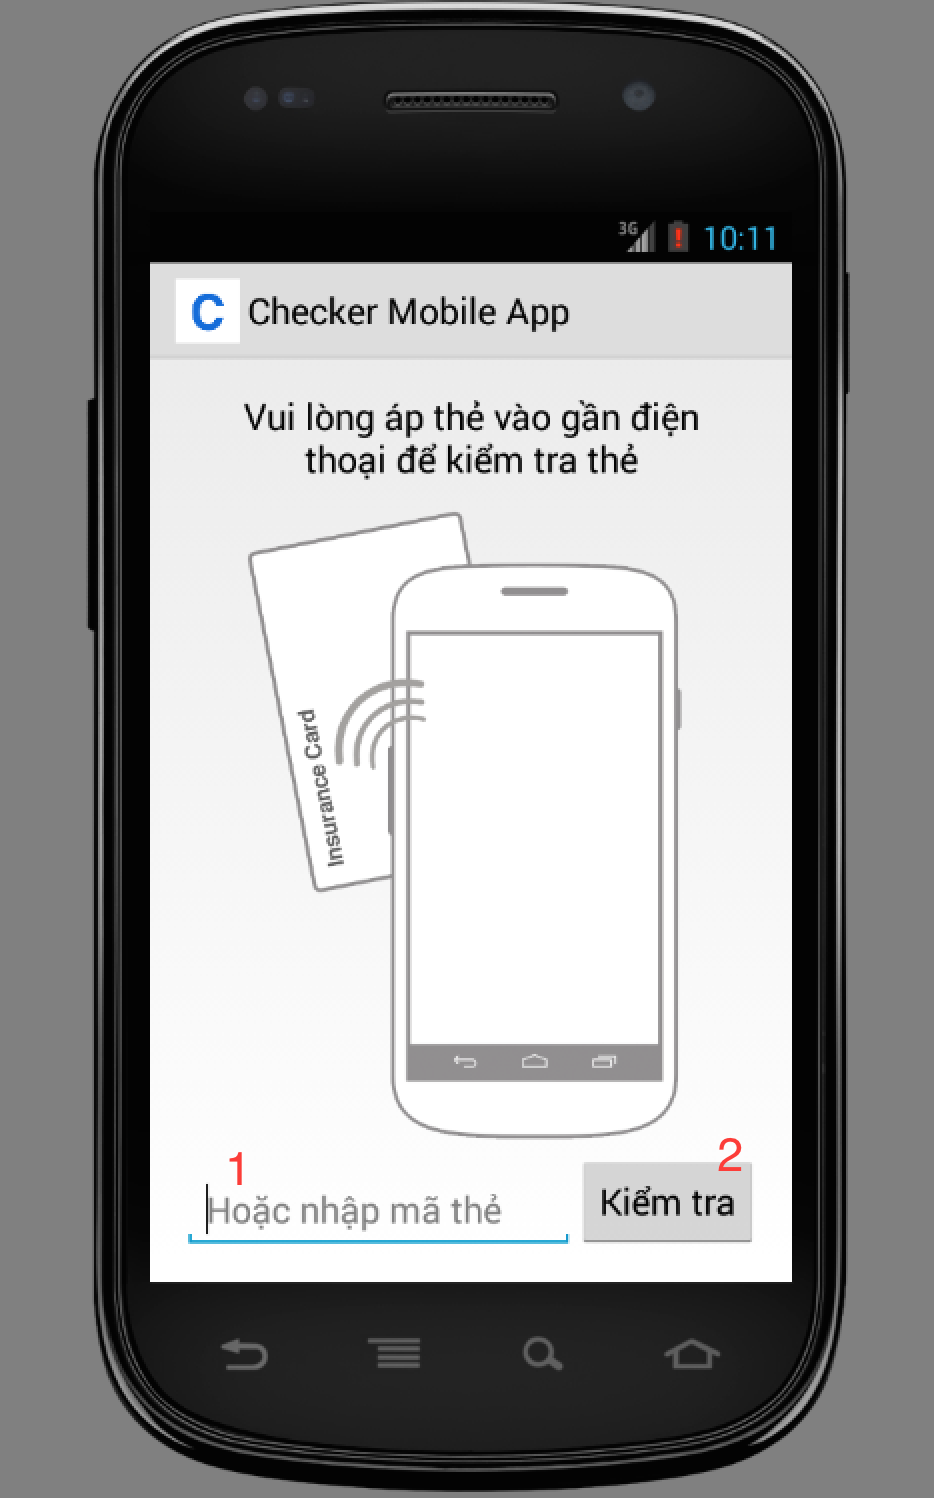 3G
10:11
C Checker Mobile App
Vui lòng áp thẻ vào gần điện
thoại để kiểm tra thẻ
Insurance Card
1
2
Hoặc nhập mã thẻ
Kiểm tra